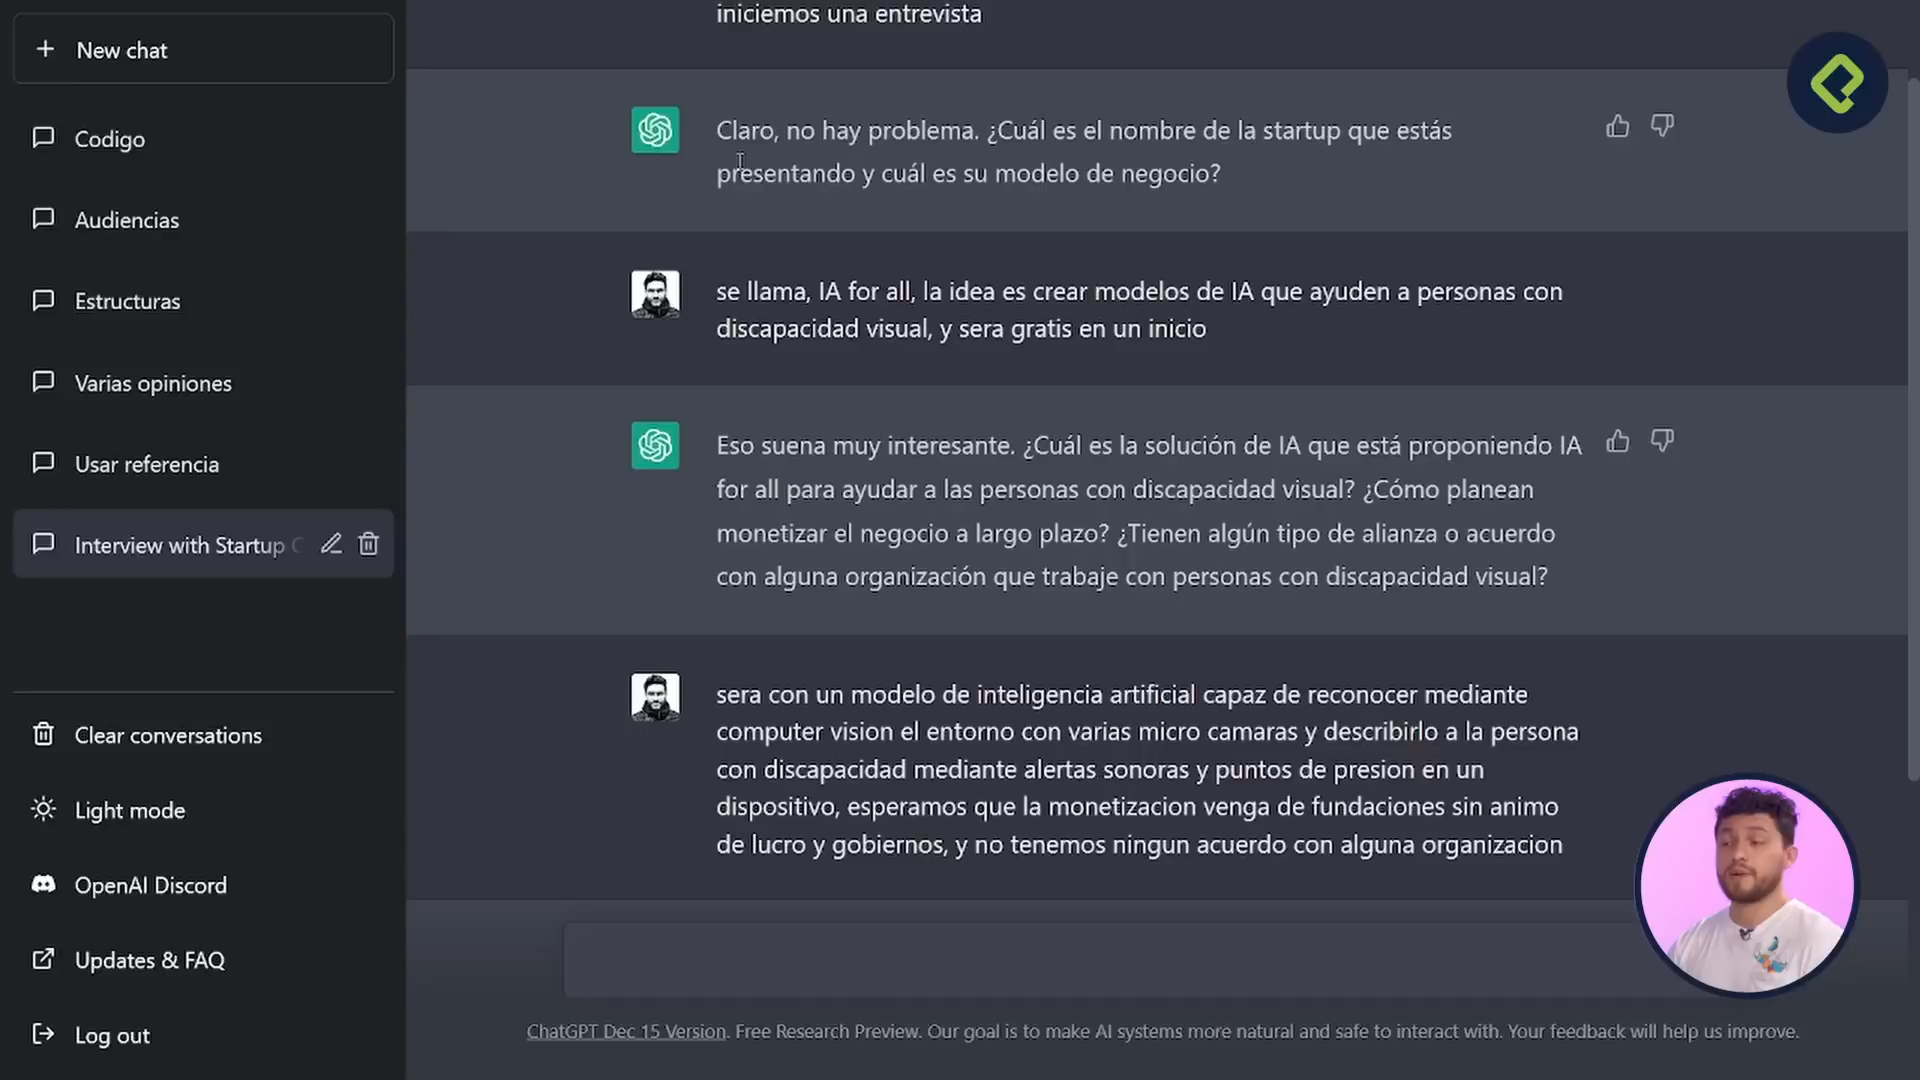 New chat
Codigo
Audiencias
Estructuras
Varias opiniones
Usar referencia
Interview with Startup
Clear conversations
Light mode
OpenAI Discord
Updates & FAQ
Log out
iniciemos una entrevista
Claro, no hay problema. ¿Cuál es el nombre de la startup que estás
presentando y cuál es su modelo de negocio?
se llama, IA for all, la idea es crear modelos de IA que ayuden a personas con
discapacidad visual, y sera gratis en un inicio
Eso suena muy interesante. ¿Cuál es la solución de IA que está proponiendo IA
for all para ayudar a las personas con discapacidad visual? ¿Cómo planean
monetizar el negocio a largo plazo? ¿Tienen algún tipo de alianza o acuerdo
con alguna organización que trabaje con personas con discapacidad visual?
sera con un modelo de inteligencia artificial capaz de reconocer mediante
computer vision el entorno con varias micro camaras y describirlo a la persona
con discapacidad mediante alertas sonoras y puntos de presion en un
dispositivo, esperamos que la monetizacion venga de fundaciones sin animo
de lucro y gobiernos, y no tenemos ningun acuerdo con alguna organizacion
ChatGPT Dec 15 Version. Free Research Preview. Our goal is to make AI systems more natural and safe to interact with. Your feedback will help us improve.